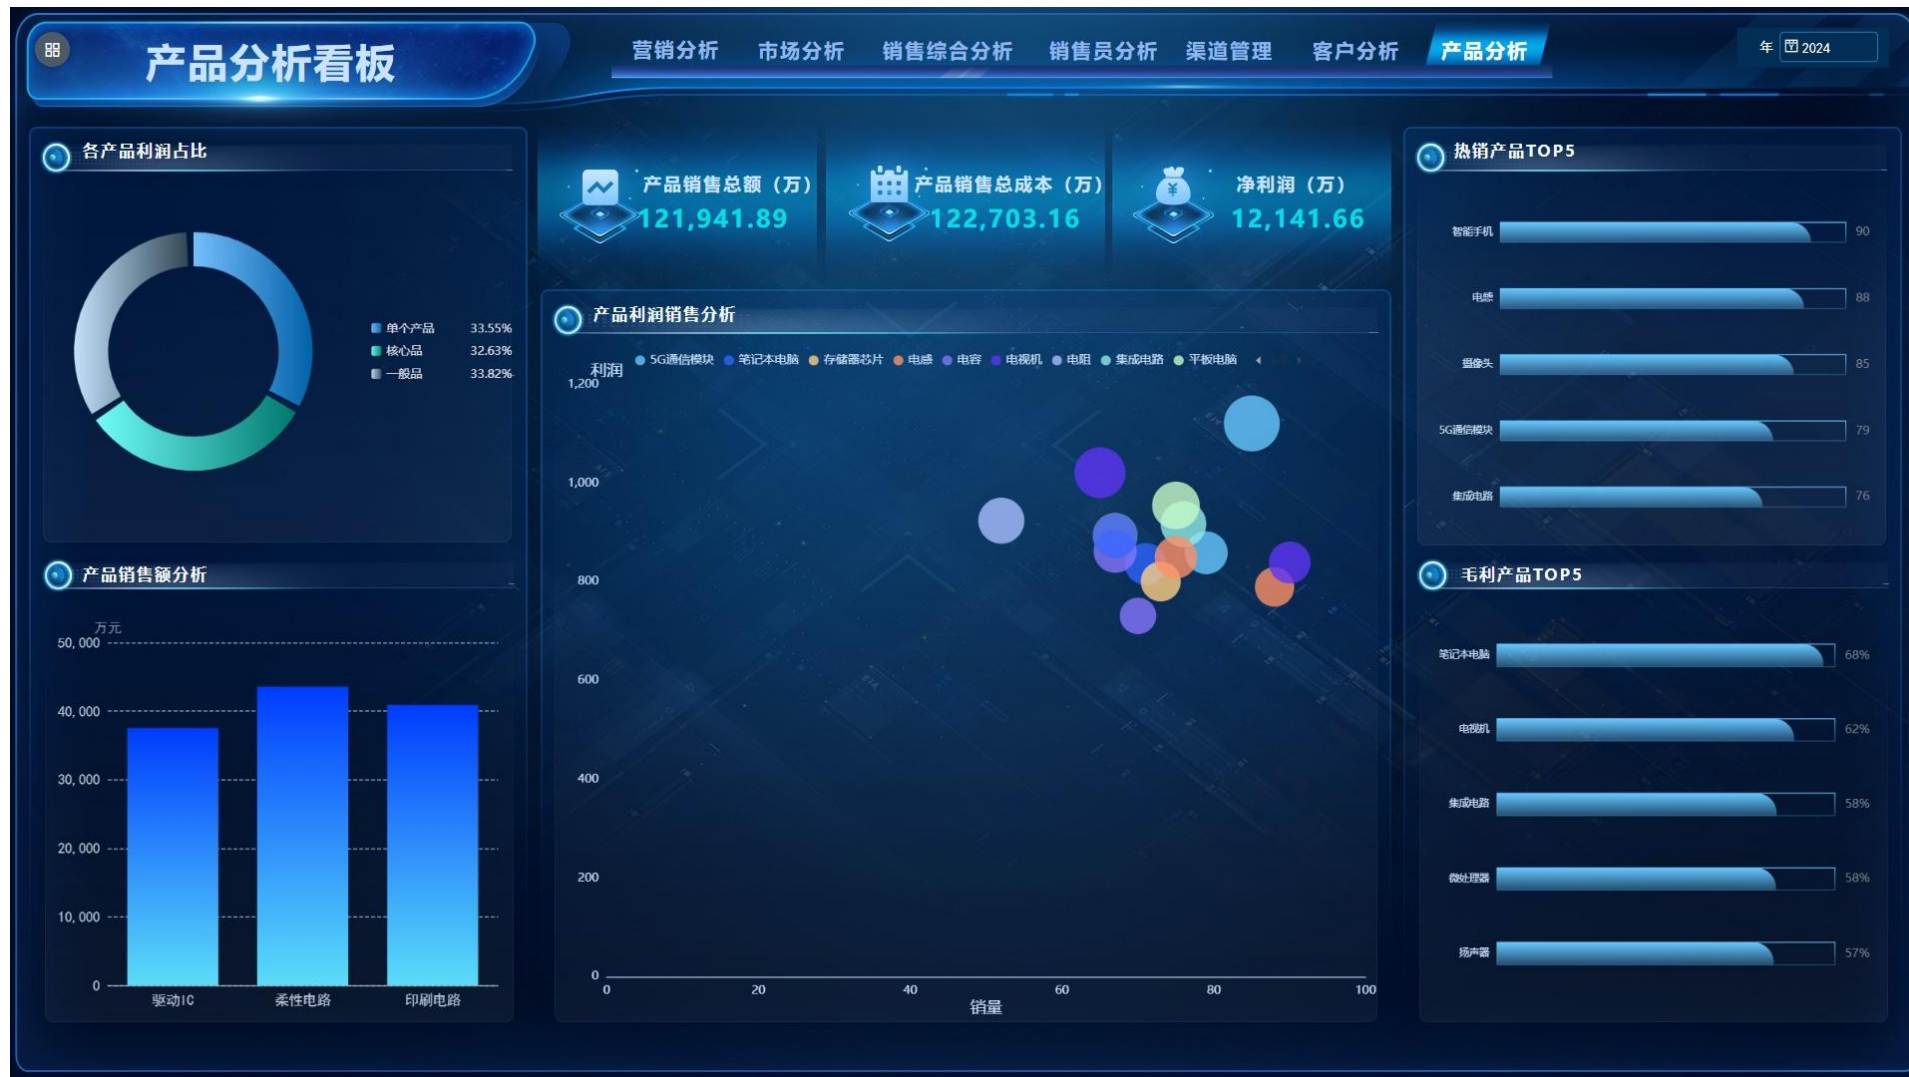 产品分析看板
营销分析 市场分析 销售综合分析 销售员分析 渠道管理 客户分析 产品分析
年 2024
各产品利润占比
单个产品 33.55%
核心品 32.63%
一般品 33.82%
产品销售总额（万）
121,941.89
产品销售总成本（万）
122,703.16
净利润（万）
12,141.66
热销产品TOP5
智能手机 90
电感 88
摄像头 85
5G通信模块 79
集成电路 76
产品利润销售分析
利润
5G通信模块 笔记本电脑 存储器芯片 电感 电容 电视机 电阻 集成电路 平板电脑
1,200
1,000
800
600
400
200
0
0 20 40 60 80 100
销量
产品销售额分析
万元
50,000
40,000
30,000
20,000
10,000
0
驱动IC 柔性电路 印刷电路
毛利产品TOP5
笔记本电脑 68%
电视机 62%
集成电路 58%
微处理器 58%
扬声器 57%